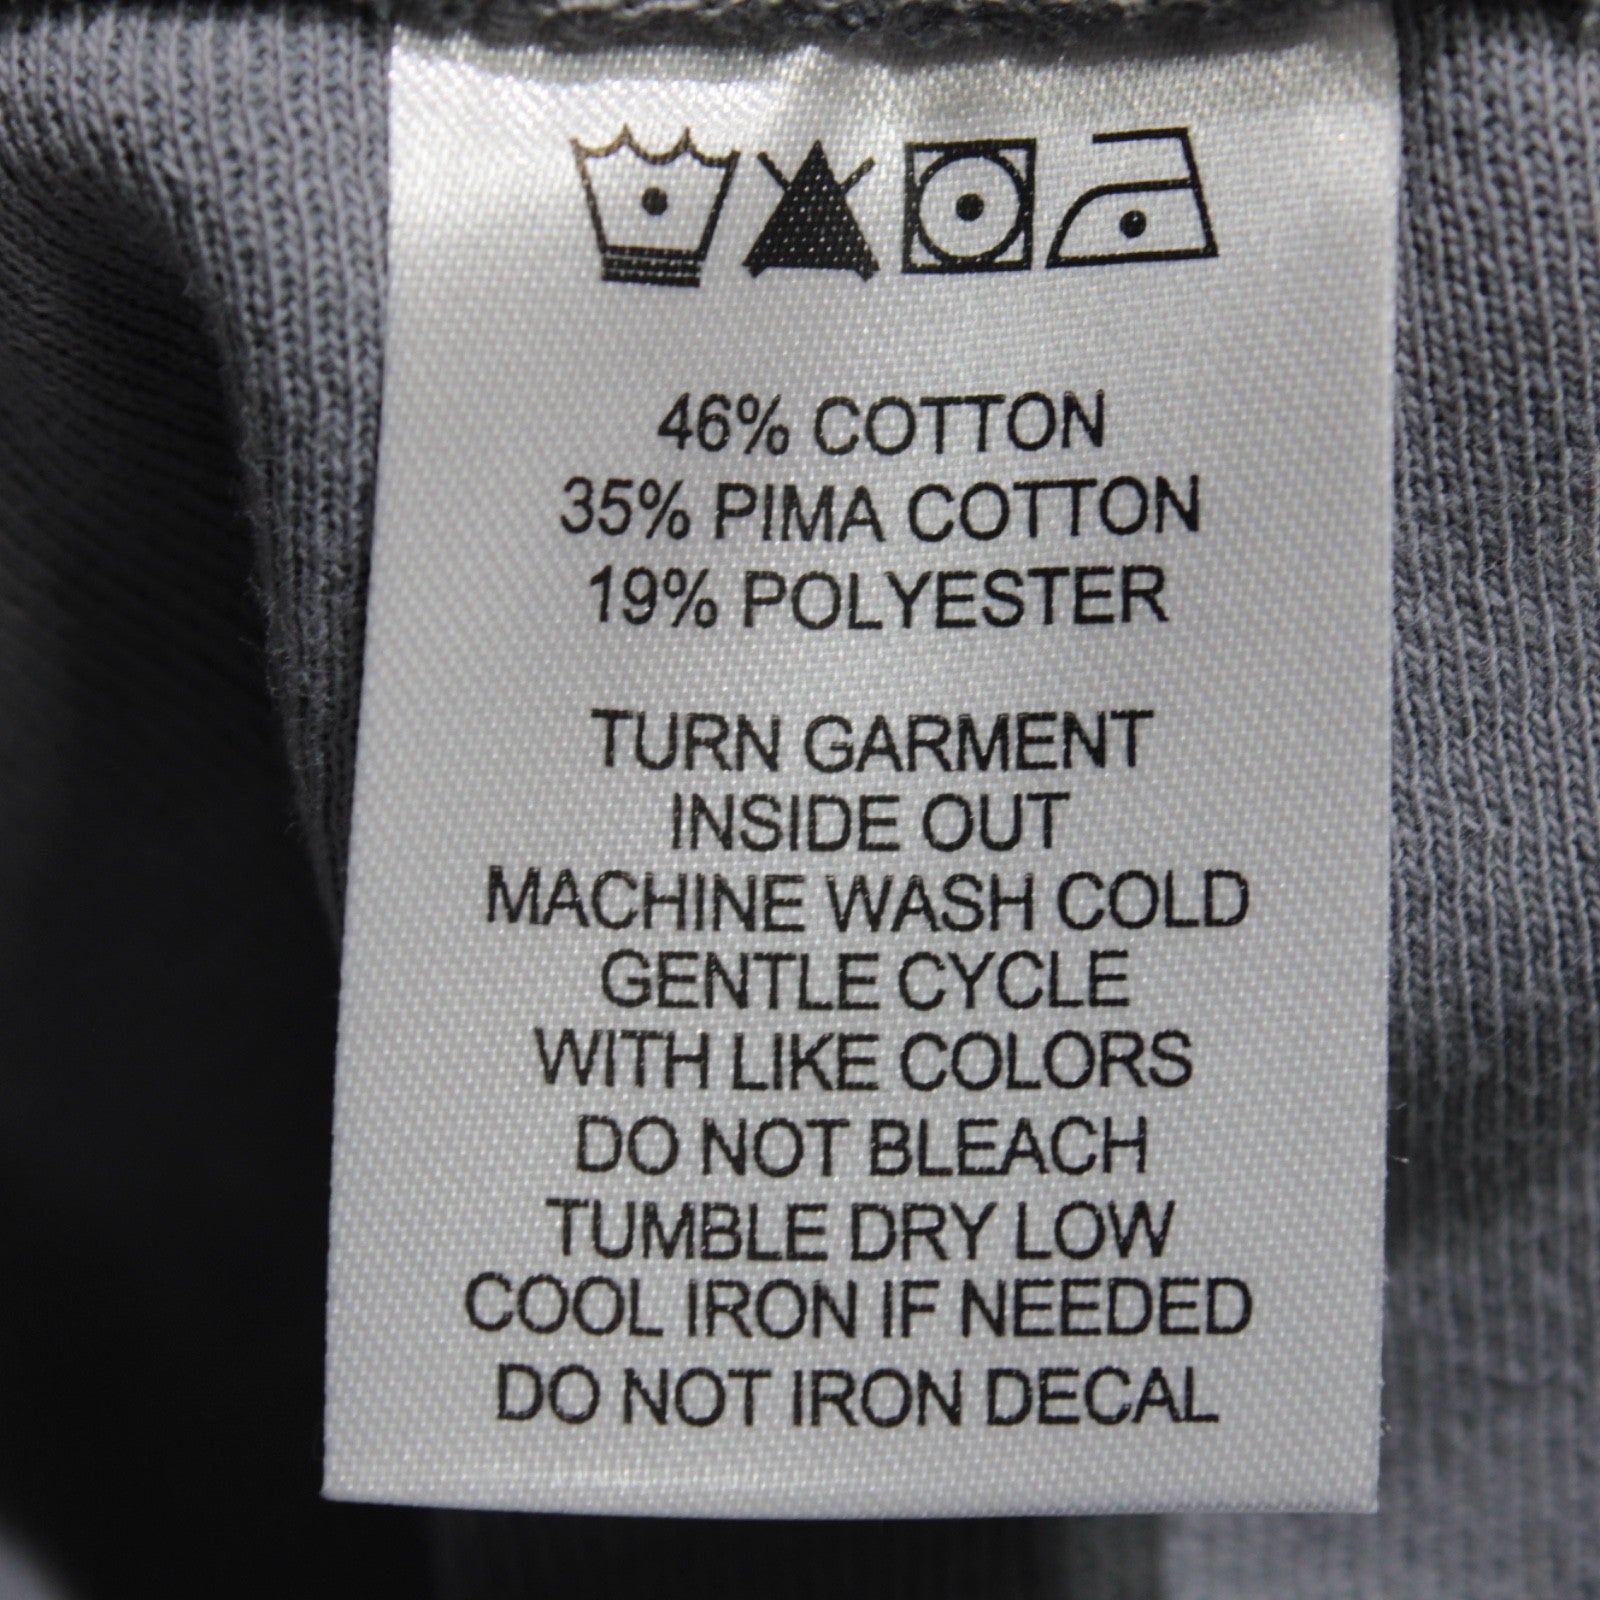 46% COTTON
35% PIMA COTTON
19% POLYESTER
TURN GARMENT
INSIDE OUT
MACHINE WASH COLD
GENTLE CYCLE
WITH LIKE COLORS
DO NOT BLEACH
TUMBLE DRY LOW
COOL IRON IF NEEDED
DO NOT IRON DECAL